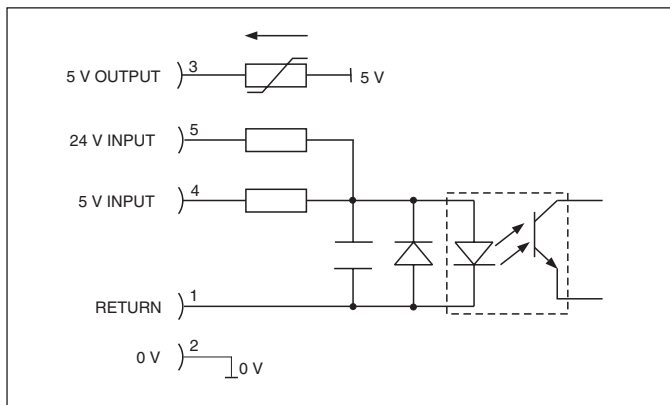 5 V OUTPUT 3 5 V
24 V INPUT 5
5 V INPUT 4
RETURN 1
0 V 2 0 V